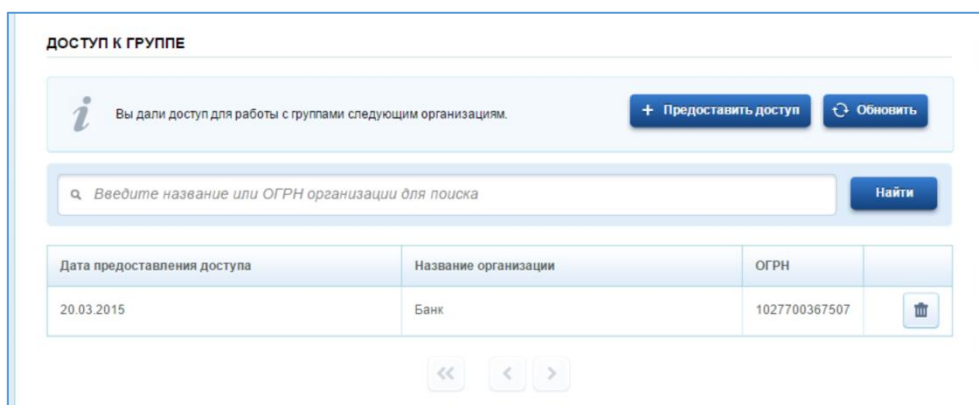 ДОСТУП К ГРУППЕ
Вы дали доступ для работы с группами следующим организациям.
+ Предоставить доступ
Обновить
Введите название или ОГРН организации для поиска
Найти
Дата предоставления доступа Название организации ОГРН
20.03.2015 Банк 1027700367507